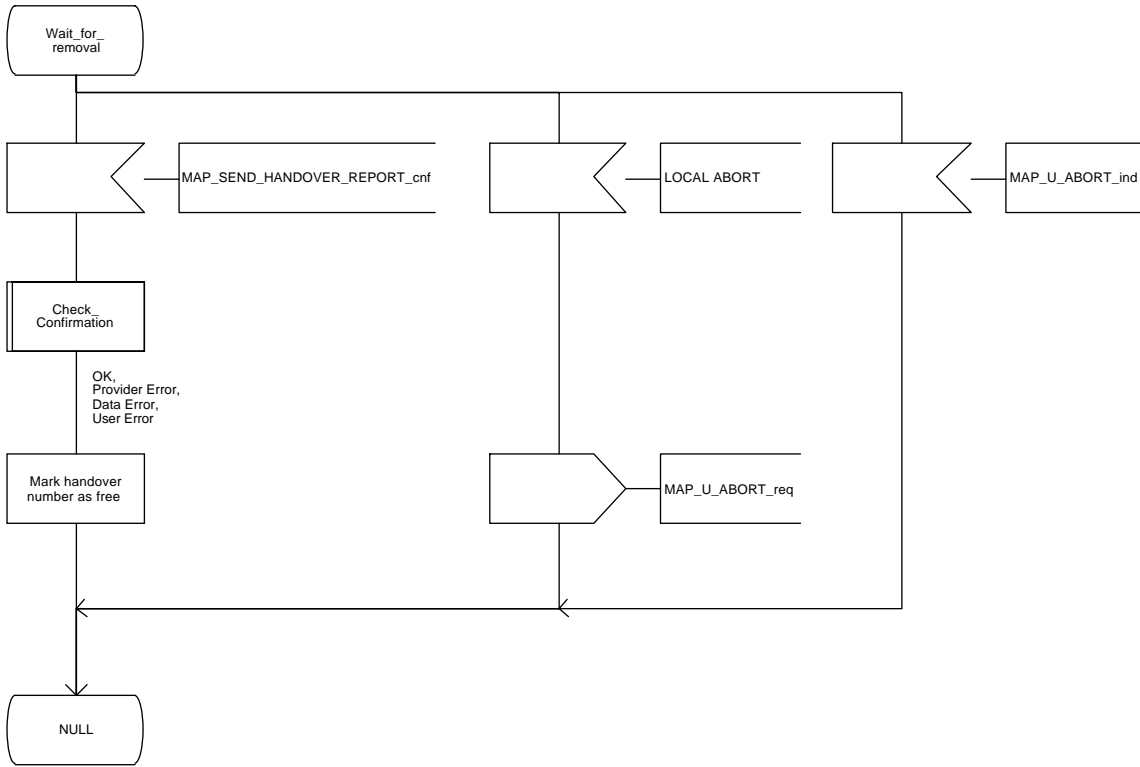 Wait_for_
removal
MAP_SEND_HANDOVER_REPORT_cnf
LOCAL ABORT
MAP_U_ABORT_ind
Check_
Confirmation
OK,
Provider Error,
Data Error,
User Error
Mark handover
number as free
MAP_U_ABORT_req
NULL